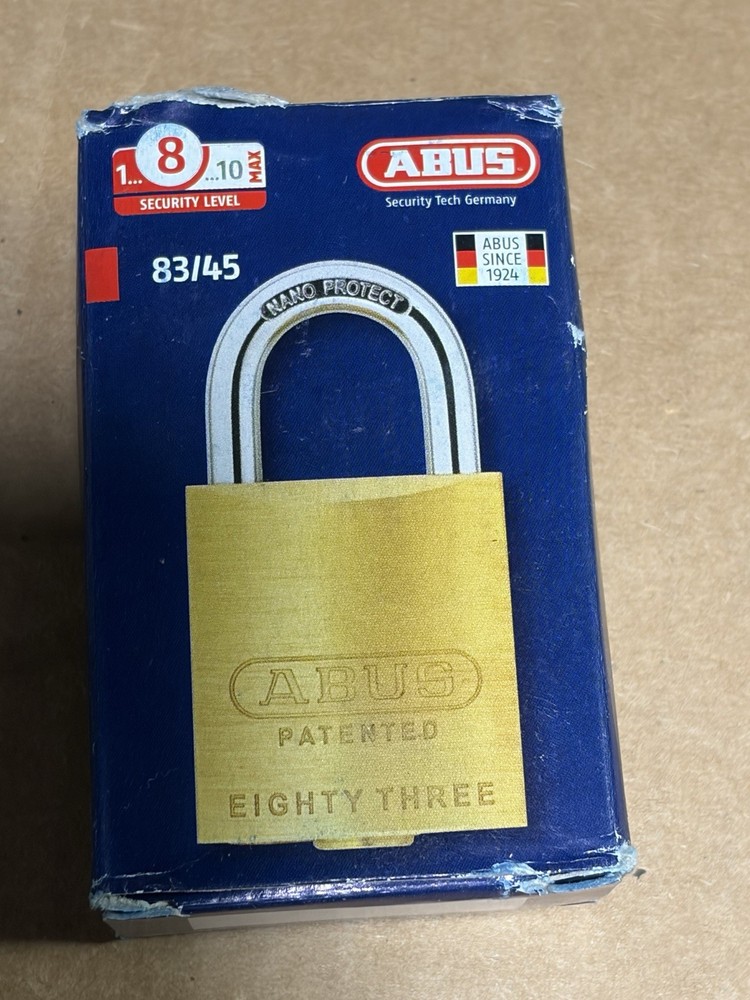 1... 8 ...10 MAX
SECURITY LEVEL
ABUS
Security Tech Germany
83/45
ABUS
SINCE
1924
NANO PROTECT
ABUS
PATENTED
EIGHTY THREE